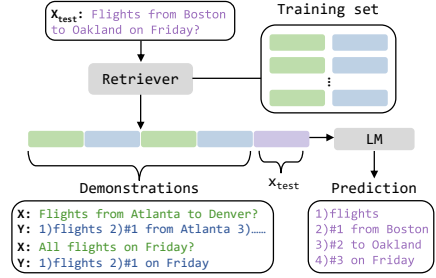 X_test: Flights from Boston
to Oakland on Friday?
Training set
Retriever
⋮
LM
Demonstrations
x_test
Prediction
X: Flights from Atlanta to Denver?
Y: 1)flights 2)#1 from Atlanta 3)……
X: All flights on Friday?
Y: 1)flights 2)#1 on Friday
1)flights
2)#1 from Boston
3)#2 to Oakland
4)#3 on Friday